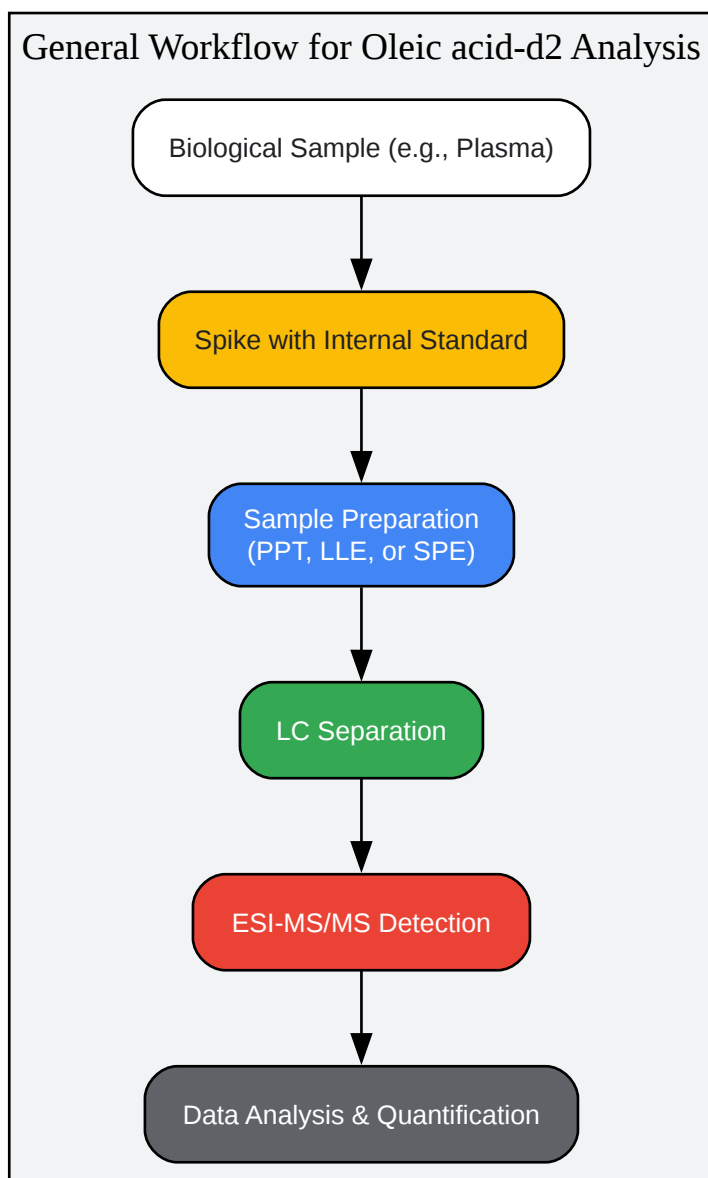 General Workflow for Oleic acid-d2 Analysis
Biological Sample (e.g., Plasma)
Spike with Internal Standard
Sample Preparation
(PPT, LLE, or SPE)
LC Separation
ESI-MS/MS Detection
Data Analysis & Quantification